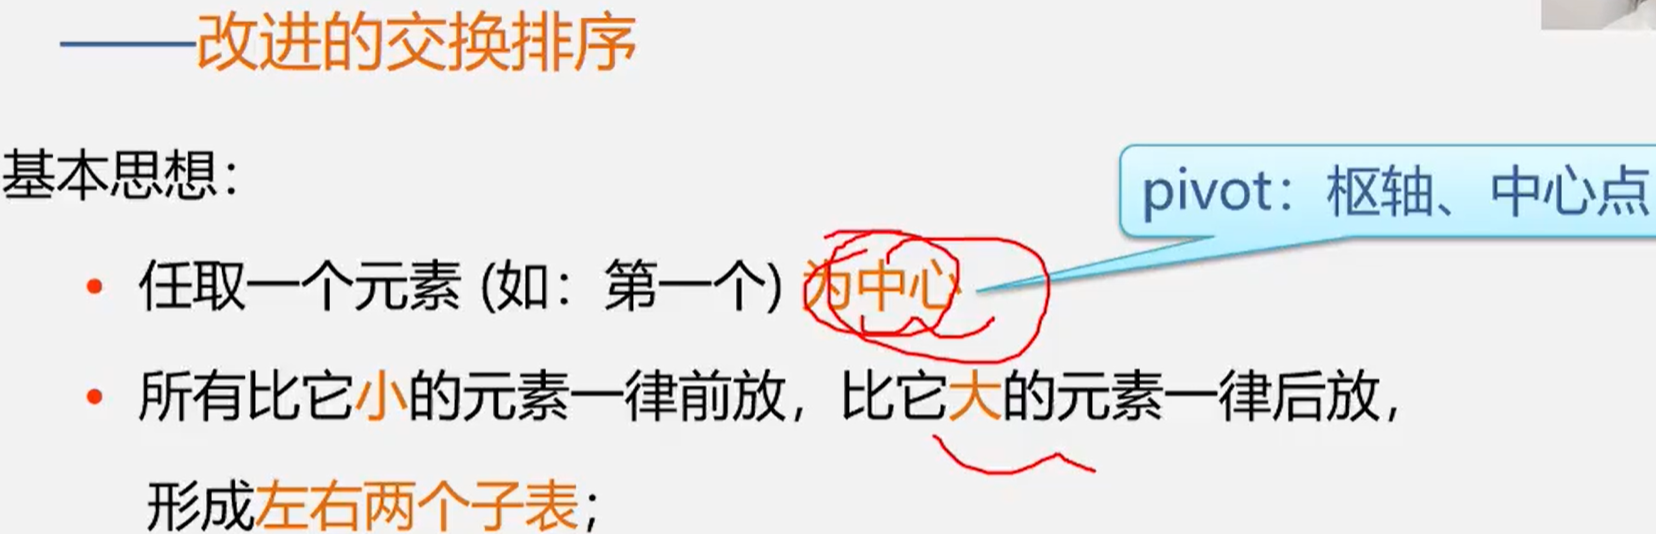 ——改进的交换排序
基本思想：
pivot：枢轴、中心点
• 任取一个元素 (如：第一个) 为中心
• 所有比它小的元素一律前放，比它大的元素一律后放，
形成左右两个子表；